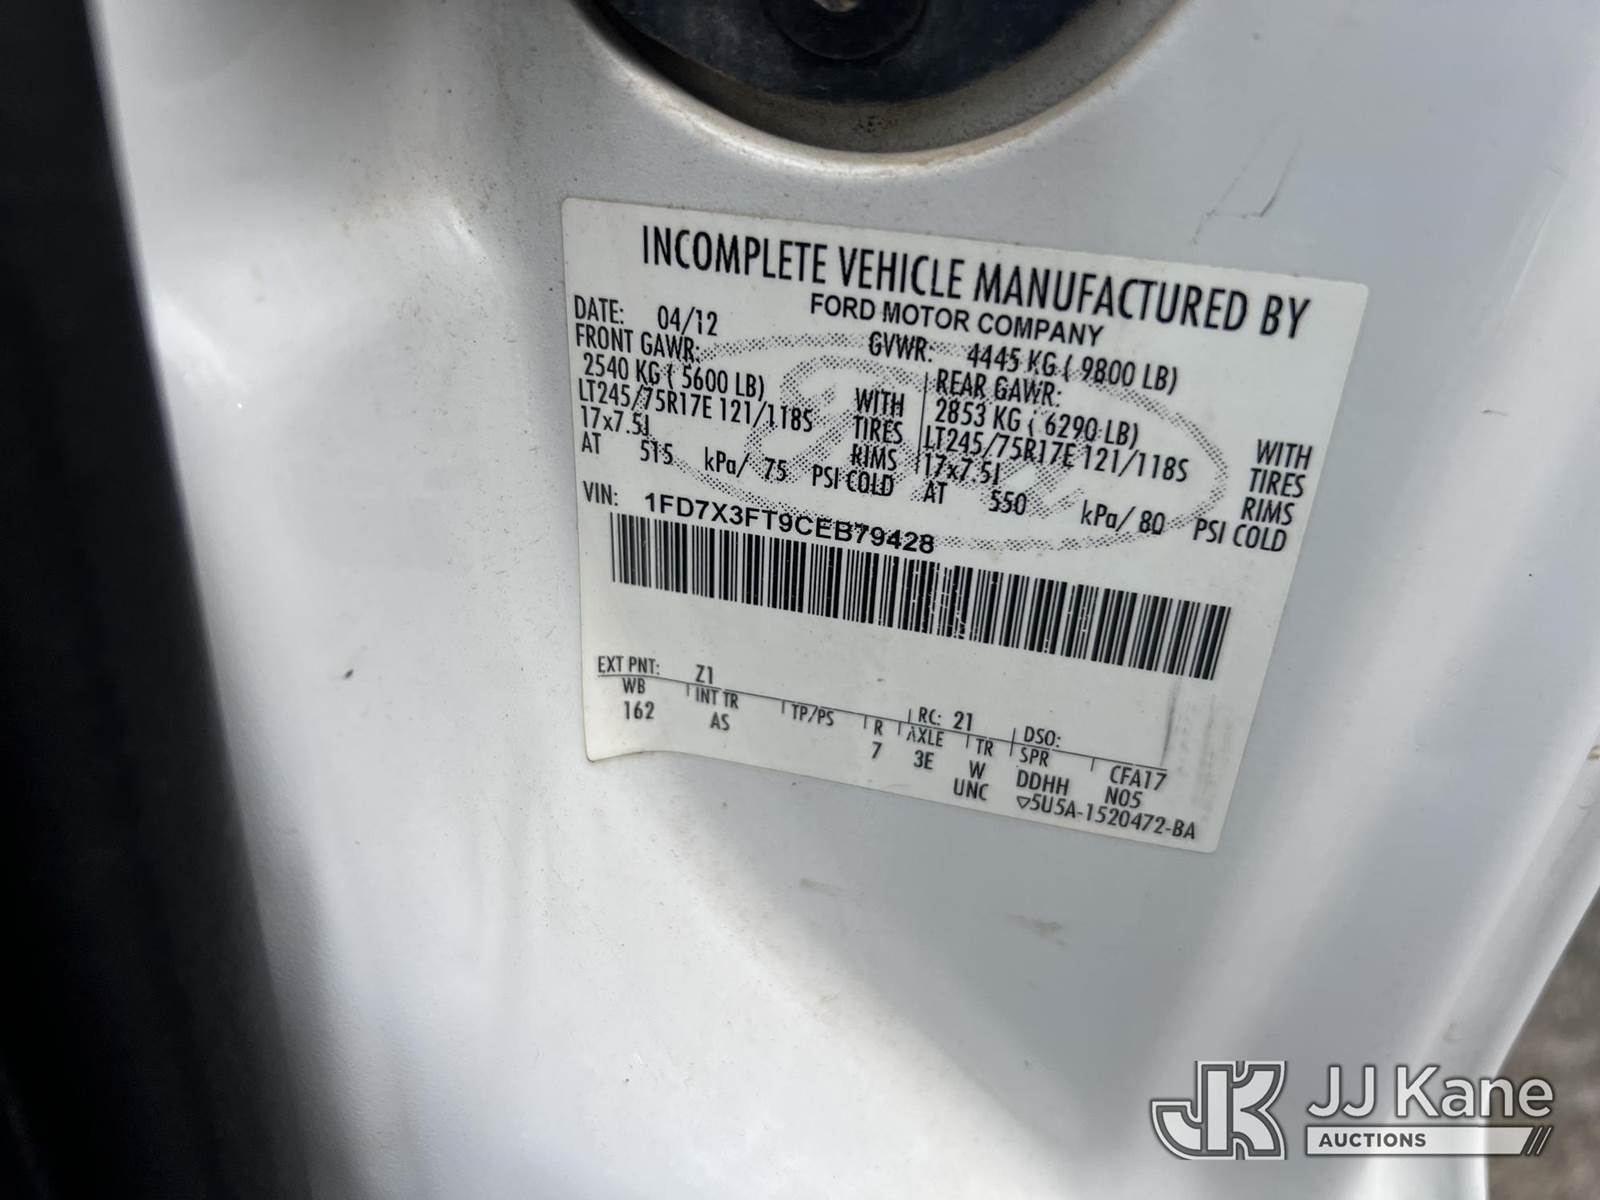 INCOMPLETE VEHICLE MANUFACTURED BY
FORD MOTOR COMPANY
DATE: 04/12 GVWR: 4445 KG ( 9800 LB)
FRONT GAWR: REAR GAWR:
2540 KG ( 5600 LB) WITH 2853 KG ( 6290 LB) WITH
LT245/75R17E 121/118S TIRES LT245/75R17E 121/118S TIRES
17x7.5J RIMS 17x7.5J RIMS
AT 515 kPa/ 75 PSI COLD AT 550 kPa/ 80 PSI COLD
VIN: 1FD7X3FT9CEB79428
EXT PNT: Z1 RC: 21 DSO:
WB INT TR TP/PS R AXLE TR SPR CFA17
162 AS 7 3E W DDHH N05
UNC ▽5U5A-1520472-BA
JK JJ Kane
AUCTIONS